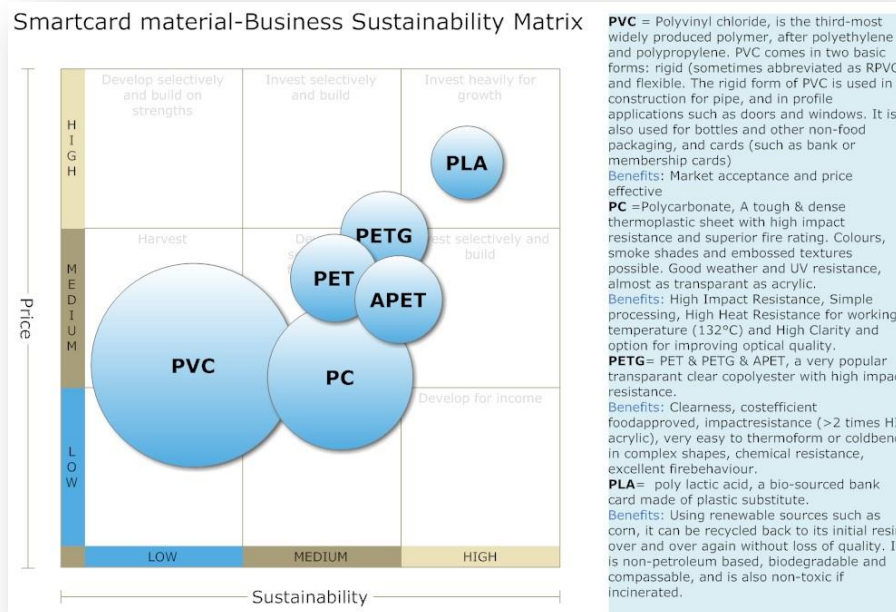 Smartcard material-Business Sustainability Matrix
Develop selectively
and build on
strengths
Invest selectively
and build
Invest heavily for
growth
HIGH
PLA
Harvest
PETG
selectively and
build
PET
APET
MEDIUM
Price
PVC
PC
Develop for income
LOW
LOW
MEDIUM
HIGH
Sustainability
PVC = Polyvinyl chloride, is the third-most
widely produced polymer, after polyethylene
and polypropylene. PVC comes in two basic
forms: rigid (sometimes abbreviated as RPVC
and flexible. The rigid form of PVC is used in
construction for pipe, and in profile
applications such as doors and windows. It is
also used for bottles and other non-food
packaging, and cards (such as bank or
membership cards)
Benefits: Market acceptance and price
effective
PC =Polycarbonate, A tough & dense
thermoplastic sheet with high impact
resistance and superior fire rating. Colours,
smoke shades and embossed textures
possible. Good weather and UV resistance,
almost as transparent as acrylic.
Benefits: High Impact Resistance, Simple
processing, High Heat Resistance for working
temperature (132°C) and High Clarity and
option for improving optical quality.
PETG= PET & PETG & APET, a very popular
transparant clear copolyester with high
resistance.
Benefits: Clearness, costefficient
foodapproved, impactresistance (>2 times
acrylic), very easy to thermoform or coldbend
in complex shapes, chemical resistance,
excellent firebehaviour.
PLA= poly lactic acid, a bio-sourced bank
card made of plastic substitute.
Benefits: Using renewable sources such as
corn, it can be recycled back to its initial resin
over and over again without loss of quality.
is non-petroleum based, biodegradable and
compassable, and is also non-toxic if
incinerated.